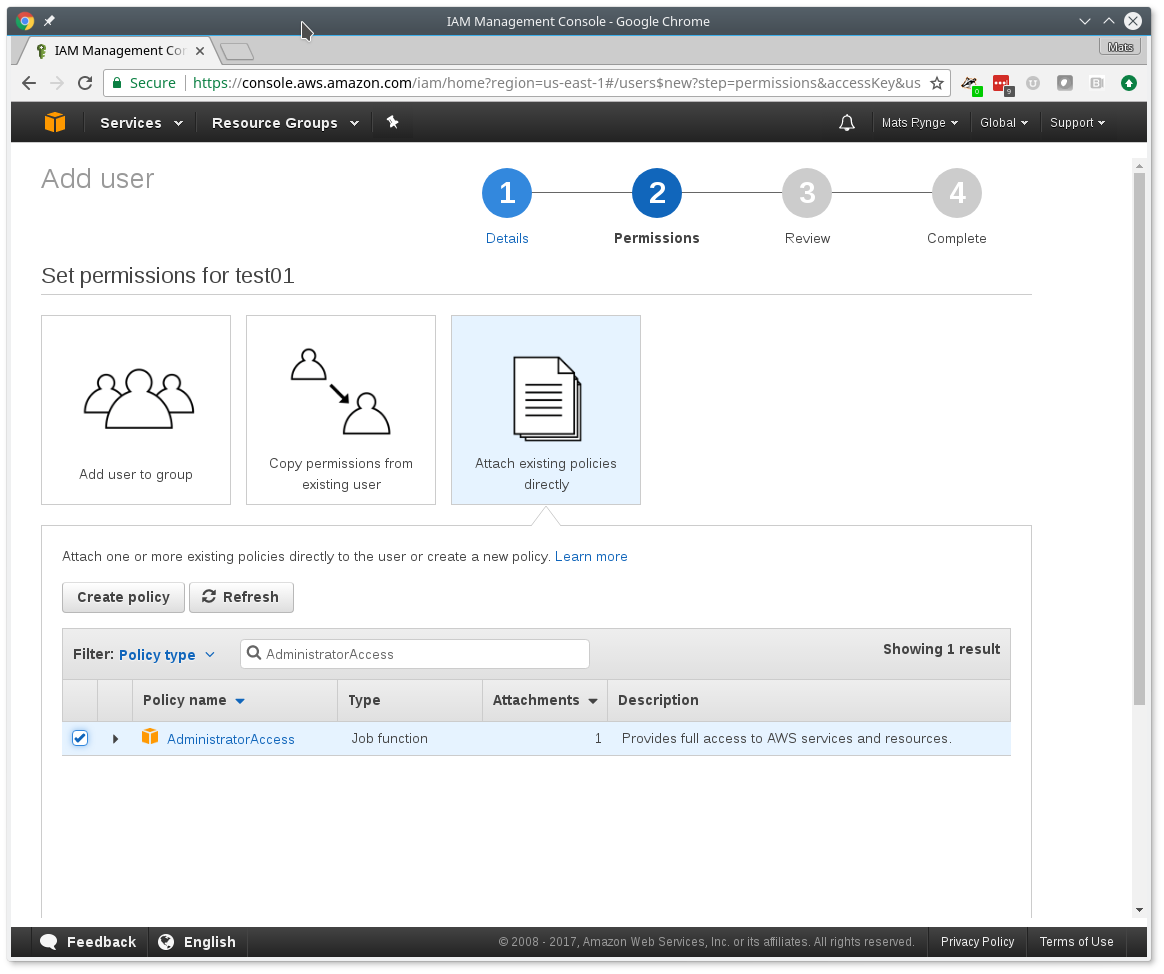 IAM Management Console - Google Chrome
IAM Management Co
Mats
Secure https://console.aws.amazon.com/iam/home?region=us-east-1#/users$new?step=permissions&accessKey&us
0
9
Services Resource Groups Mats Rynge Global Support
Add user
1 2 3 4
Details Permissions Review Complete
Set permissions for test01
Add user to group
Copy permissions from
existing user
Attach existing policies
directly
Attach one or more existing policies directly to the user or create a new policy. Learn more
Create policy Refresh
Filter: Policy type AdministratorAccess Showing 1 result
Policy name Type Attachments Description
AdministratorAccess Job function 1 Provides full access to AWS services and resources.
Feedback English © 2008 - 2017, Amazon Web Services, Inc. or its affiliates. All rights reserved. Privacy Policy Terms of Use